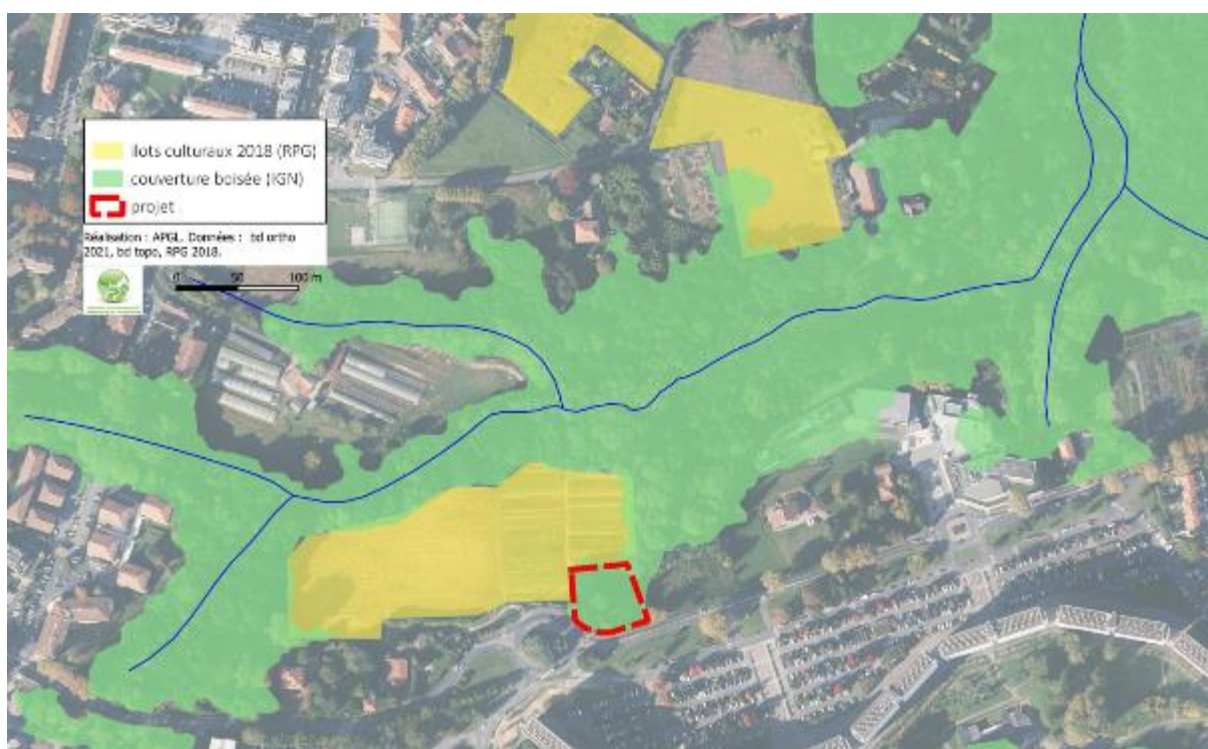 ilots culturaux 2018 (RPG)
couverture boisée (IGN)
projet
Réalisation : APGL. Données : bd ortho
2021, bd topo, RPG 2018.
0 50 100 m